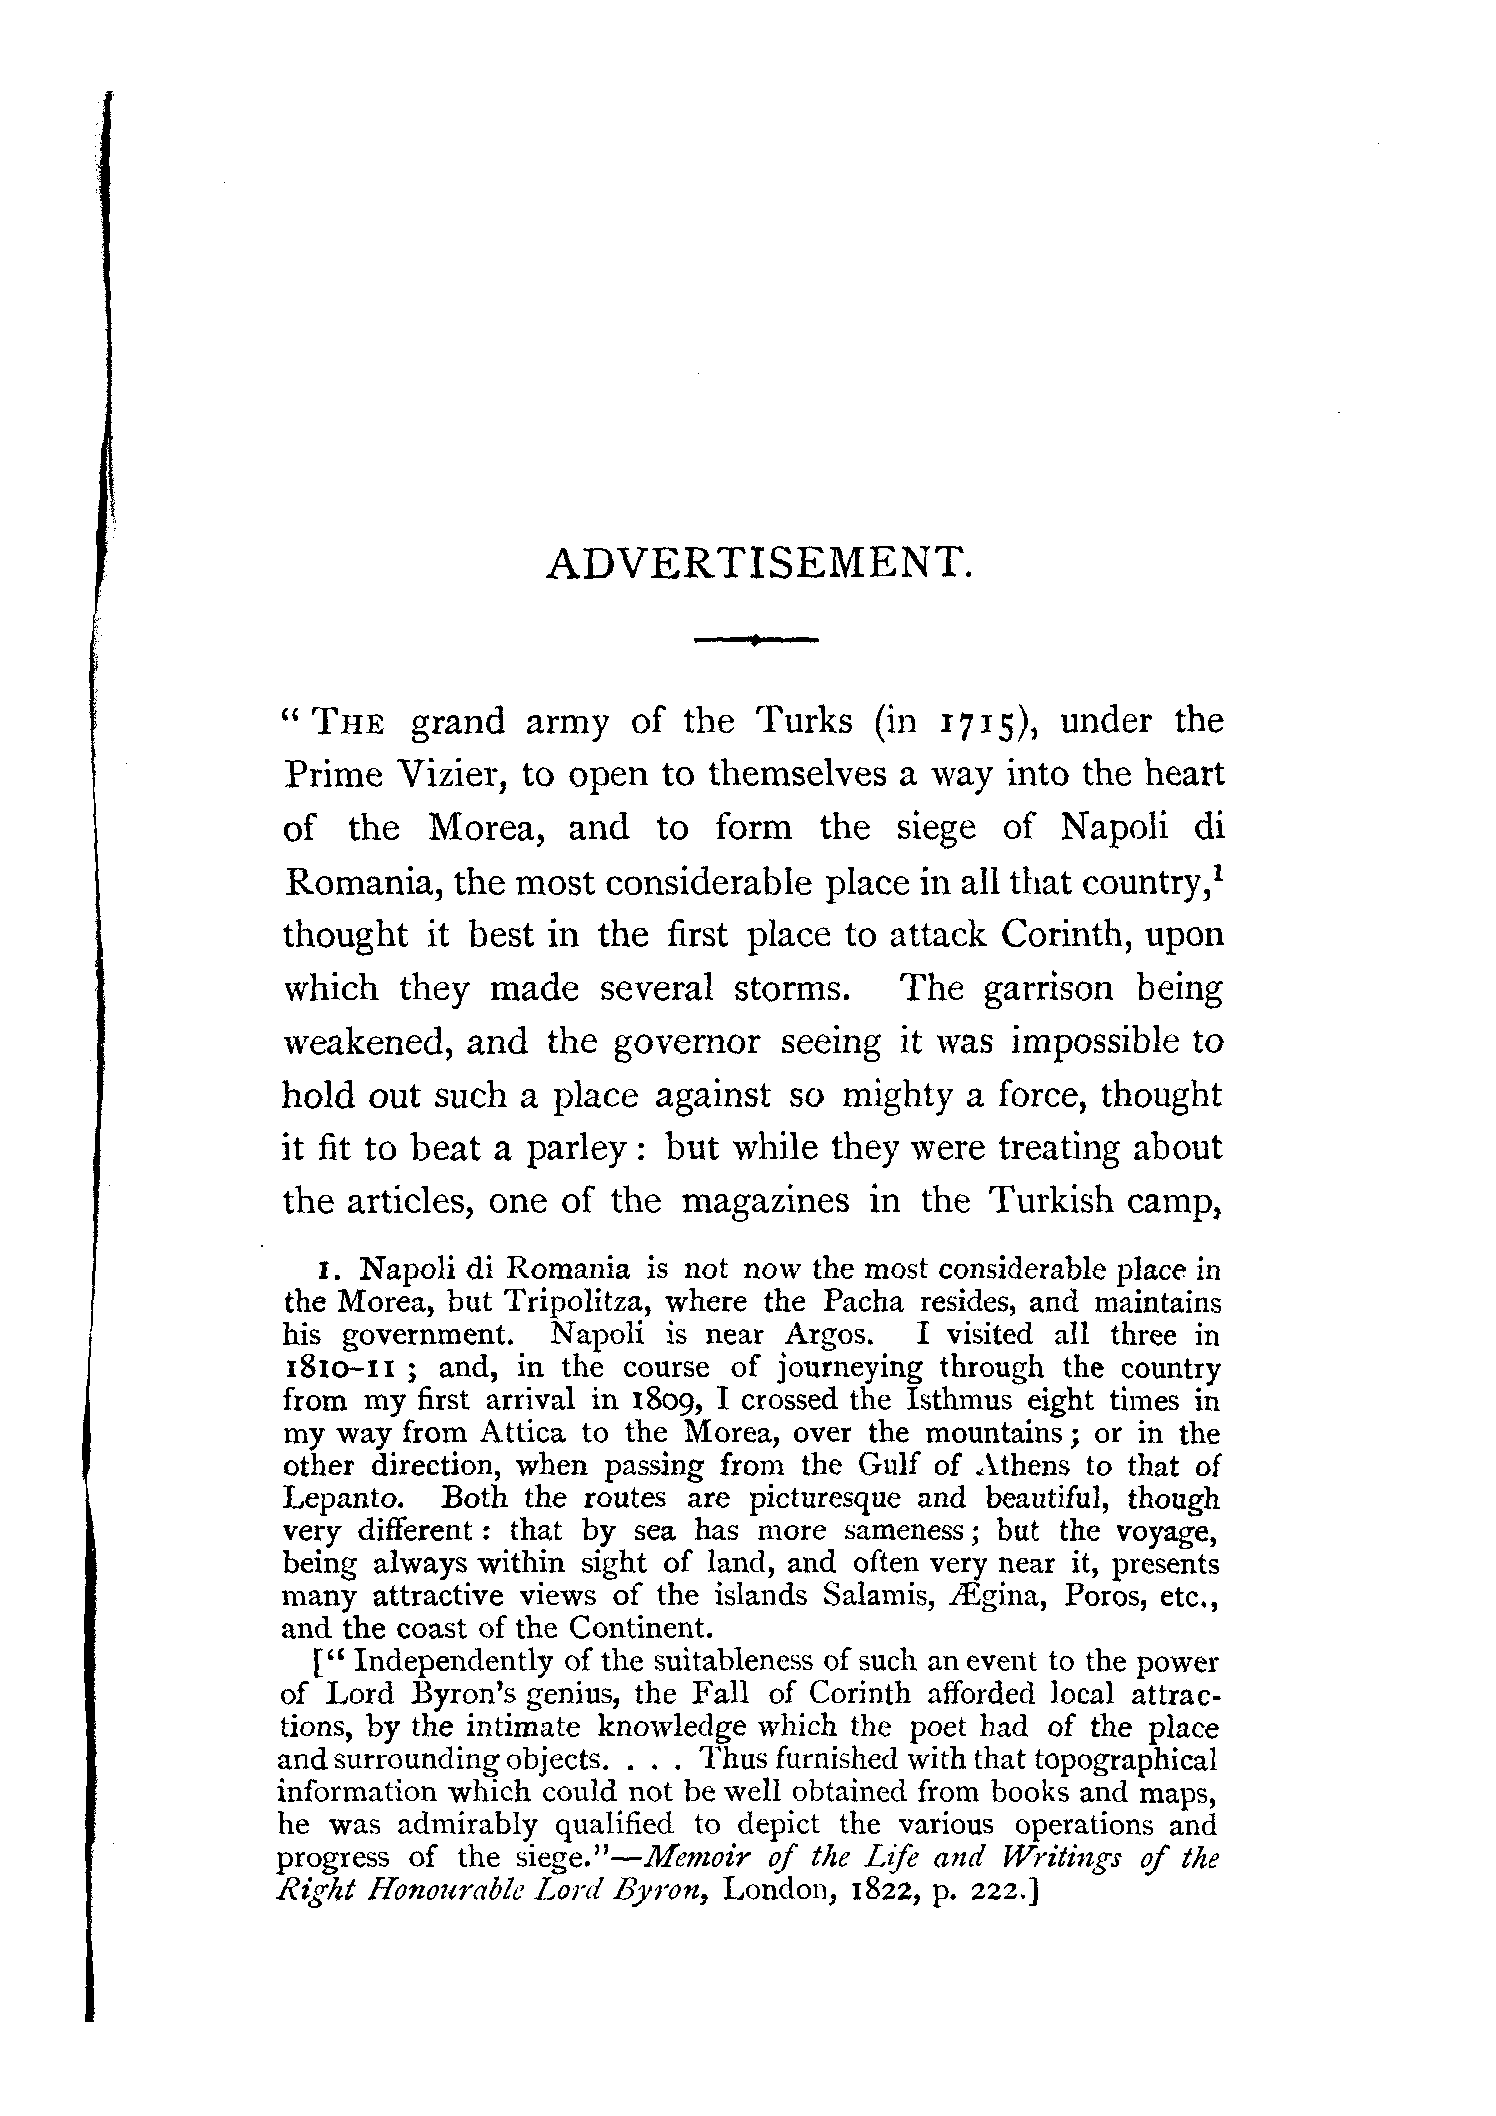 ADVERTISEMENT.
“ THE grand army of the Turks (in 1715), under the
Prime Vizier, to open to themselves a way into the heart
of the Morea, and to form the siege of Napoli di
Romania, the most considerable place in all that country,¹
thought it best in the first place to attack Corinth, upon
which they made several storms. The garrison being
weakened, and the governor seeing it was impossible to
hold out such a place against so mighty a force, thought
it fit to beat a parley : but while they were treating about
the articles, one of the magazines in the Turkish camp,
1. Napoli di Romania is not now the most considerable place in
the Morea, but Tripolitza, where the Pacha resides, and maintains
his government. Napoli is near Argos. I visited all three in
1810–11 ; and, in the course of journeying through the country
from my first arrival in 1809, I crossed the Isthmus eight times in
my way from Attica to the Morea, over the mountains ; or in the
other direction, when passing from the Gulf of Athens to that of
Lepanto. Both the routes are picturesque and beautiful, though
very different : that by sea has more sameness ; but the voyage,
being always within sight of land, and often very near it, presents
many attractive views of the islands Salamis, Ægina, Poros, etc.,
and the coast of the Continent.
[“ Independently of the suitableness of such an event to the power
of Lord Byron's genius, the Fall of Corinth afforded local attrac-
tions, by the intimate knowledge which the poet had of the place
and surrounding objects. . . . Thus furnished with that topographical
information which could not be well obtained from books and maps,
he was admirably qualified to depict the various operations and
progress of the siege.”—Memoir of the Life and Writings of the
Right Honourable Lord Byron, London, 1822, p. 222.]